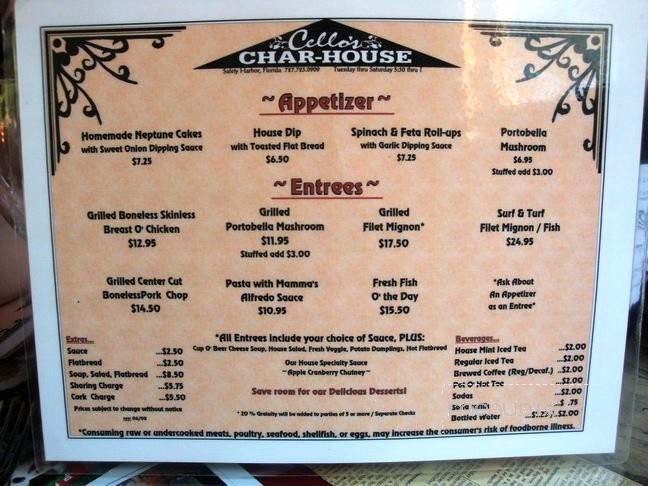 Cello's
CHAR-HOUSE
Safety Harbor, Florida 727.723.0909 Tuesday thru Saturday 5:30 thru
~ Appetizer ~
Homemade Neptune Cakes
with Sweet Onion Dipping Sauce
$7.25
House Dip
with Toasted Flat Bread
$6.50
Spinach & Feta Roll-ups
with Garlic Dipping Sauce
$7.25
Portobella
Mushroom
$6.95
Stuffed add $3.00
~ Entrees ~
Grilled Boneless Skinless
Breast O' Chicken
$12.95
Grilled
Portobella Mushroom
$11.95
Stuffed add $3.00
Grilled
Filet Mignon*
$17.50
Surf & Turf
Filet Mignon / Fish
$24.95
Grilled Center Cut
BonelessPork Chop
$14.50
Pasta with Mamma's
Alfredo Sauce
$10.95
Fresh Fish
O' the Day
$15.50
*Ask About
An Appetizer
as an Entree*
Extras...
Sauce ...$2.50
Flatbread ...$2.50
Soup, Salad, Flatbread ...$8.50
Sharing Charge ...$5.75
Cork Charge ...$5.50
Prices subject to change without notice
*All Entrees include your choice of Sauce, PLUS:
Cup O' Beer Cheese Soup, House Salad, Fresh Veggie, Potato Dumplings, Hot Flatbread
Our House Specialty Sauce
~Apple Cranberry Chutney~
Save room for our Delicious Desserts!
* 20 % Gratuity will be added to parties of 5 or more / Separate Checks
Beverages...
House Mint Iced Tea ...$2.00
Regular Iced Tea ...$2.00
Brewed Coffee (Reg/Decaf.) ...$2.00
Pot O' Hot Tea ...$2.00
Sodas ...$2.00
...$ .75
Bottled Water $1.25/$2.00
*Consuming raw or undercooked meats, poultry, seafood, shellfish, or eggs, may increase the consumer's risk of foodborne illness.